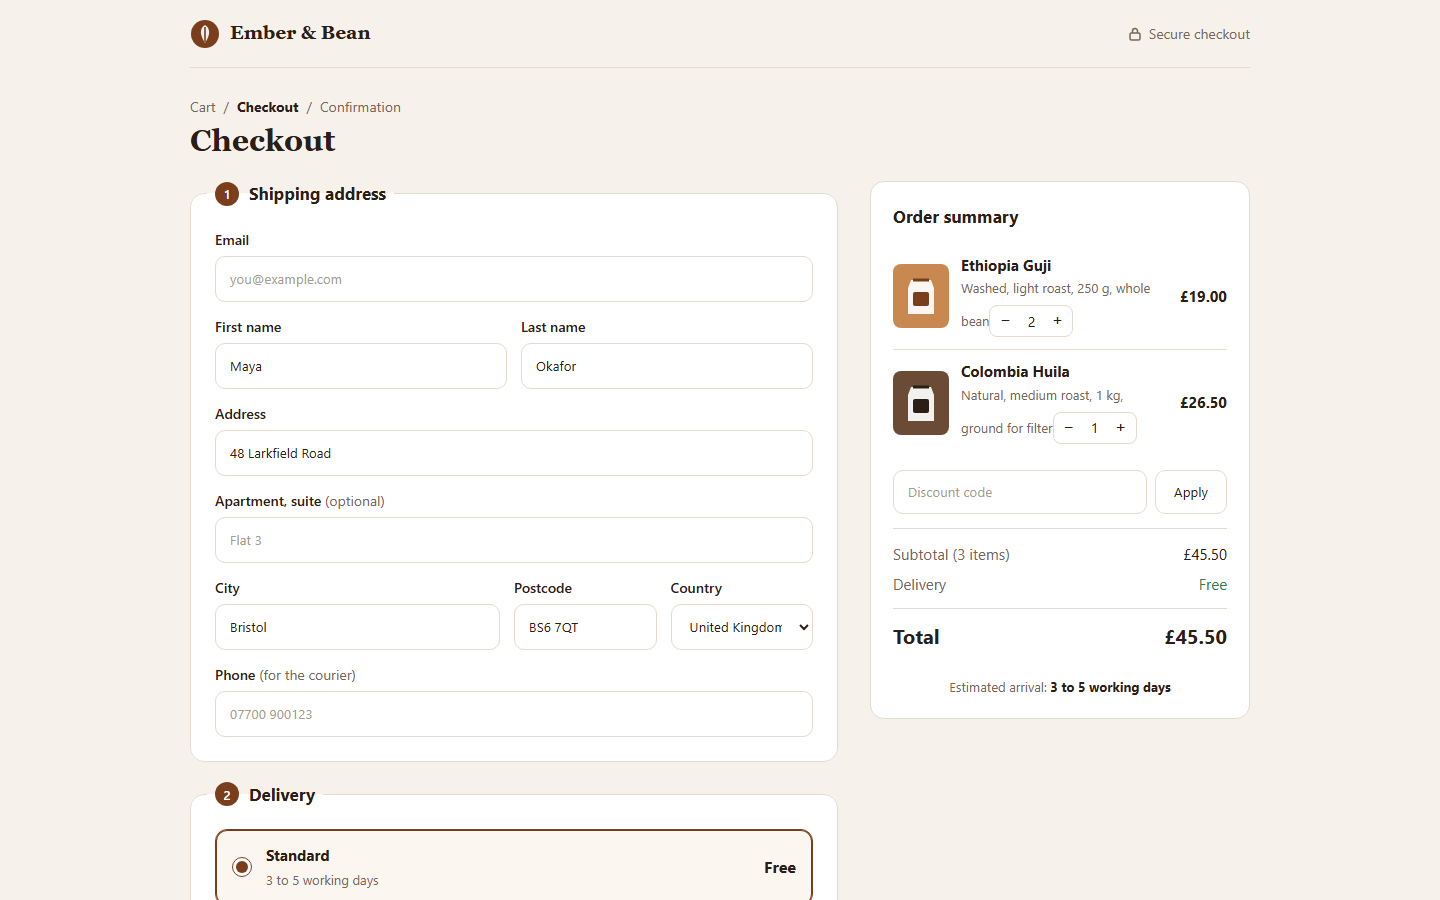 Ember & Bean
Secure checkout
Cart / Checkout / Confirmation
Checkout
1 Shipping address
Email
you@example.com
First name
Last name
Maya
Okafor
Address
48 Larkfield Road
Apartment, suite (optional)
Flat 3
City
Postcode
Country
Bristol
BS6 7QT
United Kingdom
Phone (for the courier)
07700 900123
2 Delivery
Standard
3 to 5 working days
Free
Order summary
Ethiopia Guji
Washed, light roast, 250 g, whole
bean − 2 +
£19.00
Colombia Huila
Natural, medium roast, 1 kg,
ground for filter − 1 +
£26.50
Discount code
Apply
Subtotal (3 items) £45.50
Delivery Free
Total £45.50
Estimated arrival: 3 to 5 working days